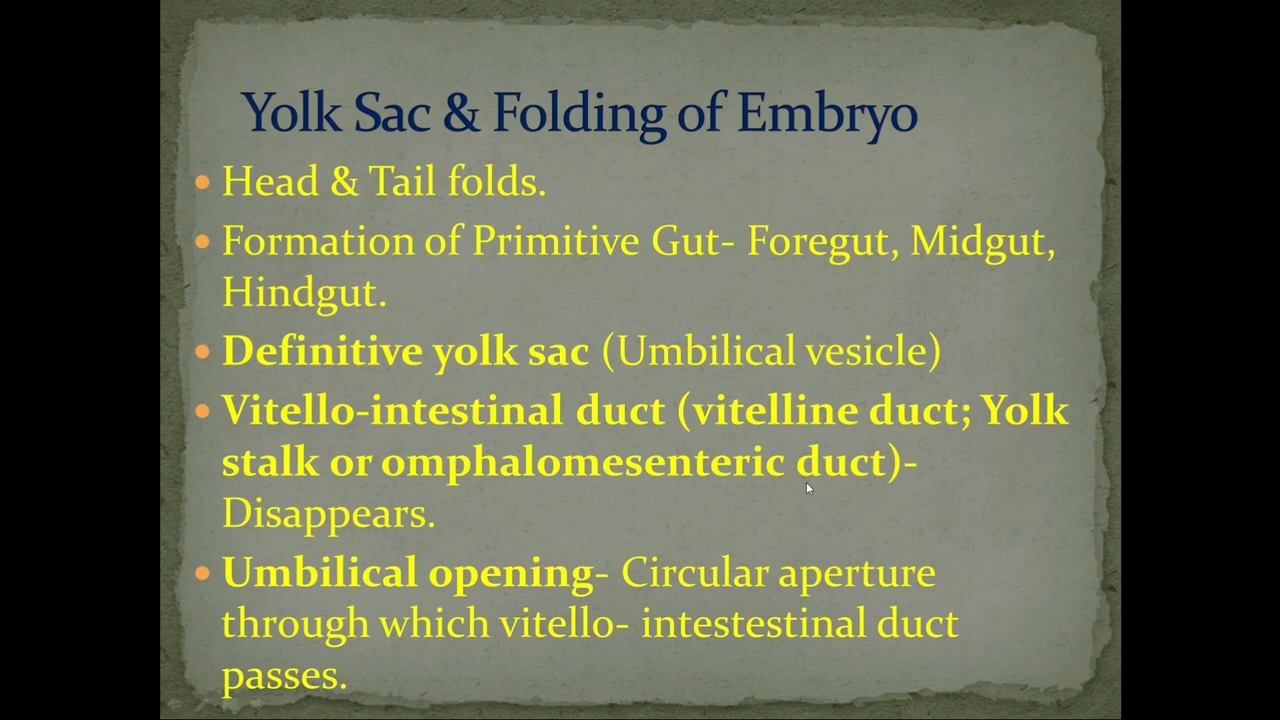 Yolk Sac & Folding of Embryo
• Head & Tail folds.
• Formation of Primitive Gut- Foregut, Midgut,
Hindgut.
• Definitive yolk sac (Umbilical vesicle)
• Vitello-intestinal duct (vitelline duct; Yolk
stalk or omphalomesenteric duct)-
Disappears.
• Umbilical opening- Circular aperture
through which vitello- intestestinal duct
passes.